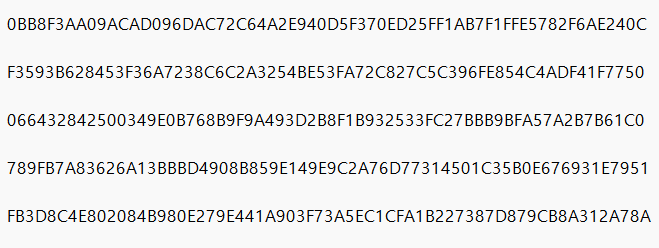 0BB8F3AA09ACAD096DAC72C64A2E940D5F370ED25FF1AB7F1FFE5782F6AE240C
F3593B628453F36A7238C6C2A3254BE53FA72C827C5C396FE854C4ADF41F7750
066432842500349E0B768B9F9A493D2B8F1B932533FC27BBB9BFA57A2B7B61C0
789FB7A83626A13BBBD4908B859E149E9C2A76D77314501C35B0E676931E7951
FB3D8C4E802084B980E279E441A903F73A5EC1CFA1B227387D879CB8A312A78A